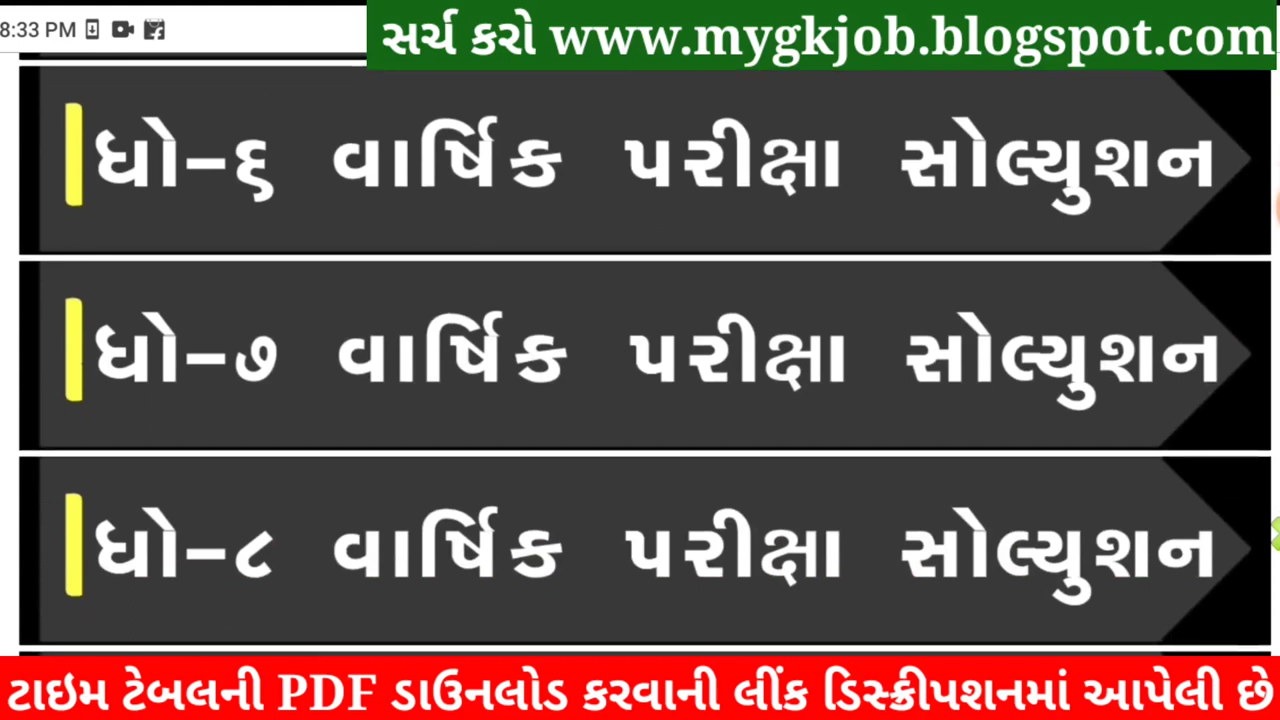 8:33 PM
સર્ચ કરો www.mygkjob.blogspot.com
ધો-૬ વાર્ષિક પરીક્ષા સોલ્યુશન
ધો-૭ વાર્ષિક પરીક્ષા સોલ્યુશન
ધો-૮ વાર્ષિક પરીક્ષા સોલ્યુશન
ટાઇમ ટેબલની PDF ડાઉનલોડ કરવાની લીંક ડિસ્ક્રીપશનમાં આપેલી છે